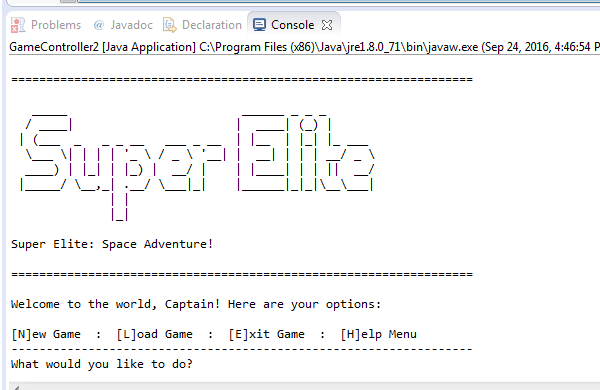 Problems @ Javadoc Declaration Console
GameController2 [Java Application] C:\Program Files (x86)\Java\jre1.8.0_71\bin\javaw.exe (Sep 24, 2016, 4:46:54 P
==================================================================
Super Elite
Super Elite: Space Adventure!
==================================================================
Welcome to the world, Captain! Here are your options:
[N]ew Game  :  [L]oad Game  :  [E]xit Game  :  [H]elp Menu
------------------------------------------------------------------
What would you like to do?